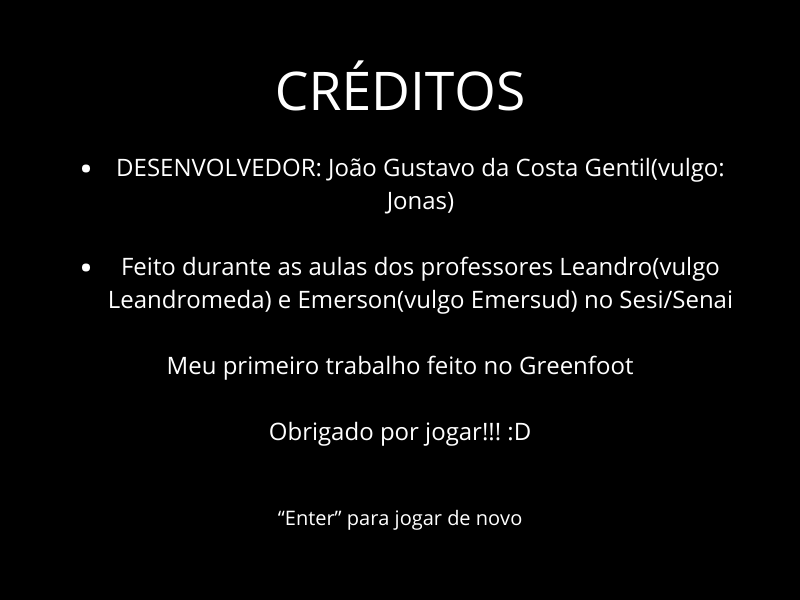 CRÉDITOS
• DESENVOLVEDOR: João Gustavo da Costa Gentil(vulgo:
Jonas)
• Feito durante as aulas dos professores Leandro(vulgo
Leandromeda) e Emerson(vulgo Emersud) no Sesi/Senai
Meu primeiro trabalho feito no Greenfoot
Obrigado por jogar!!! :D
“Enter” para jogar de novo